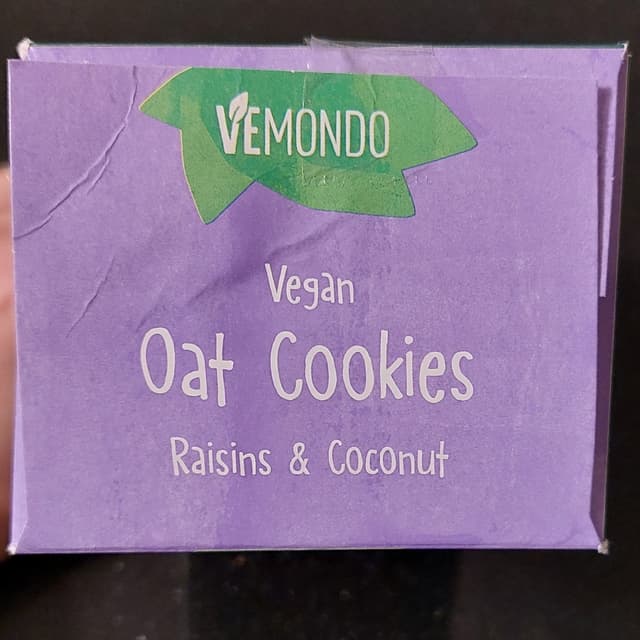 VEMONDO
Vegan
Oat Cookies
Raisins & Coconut